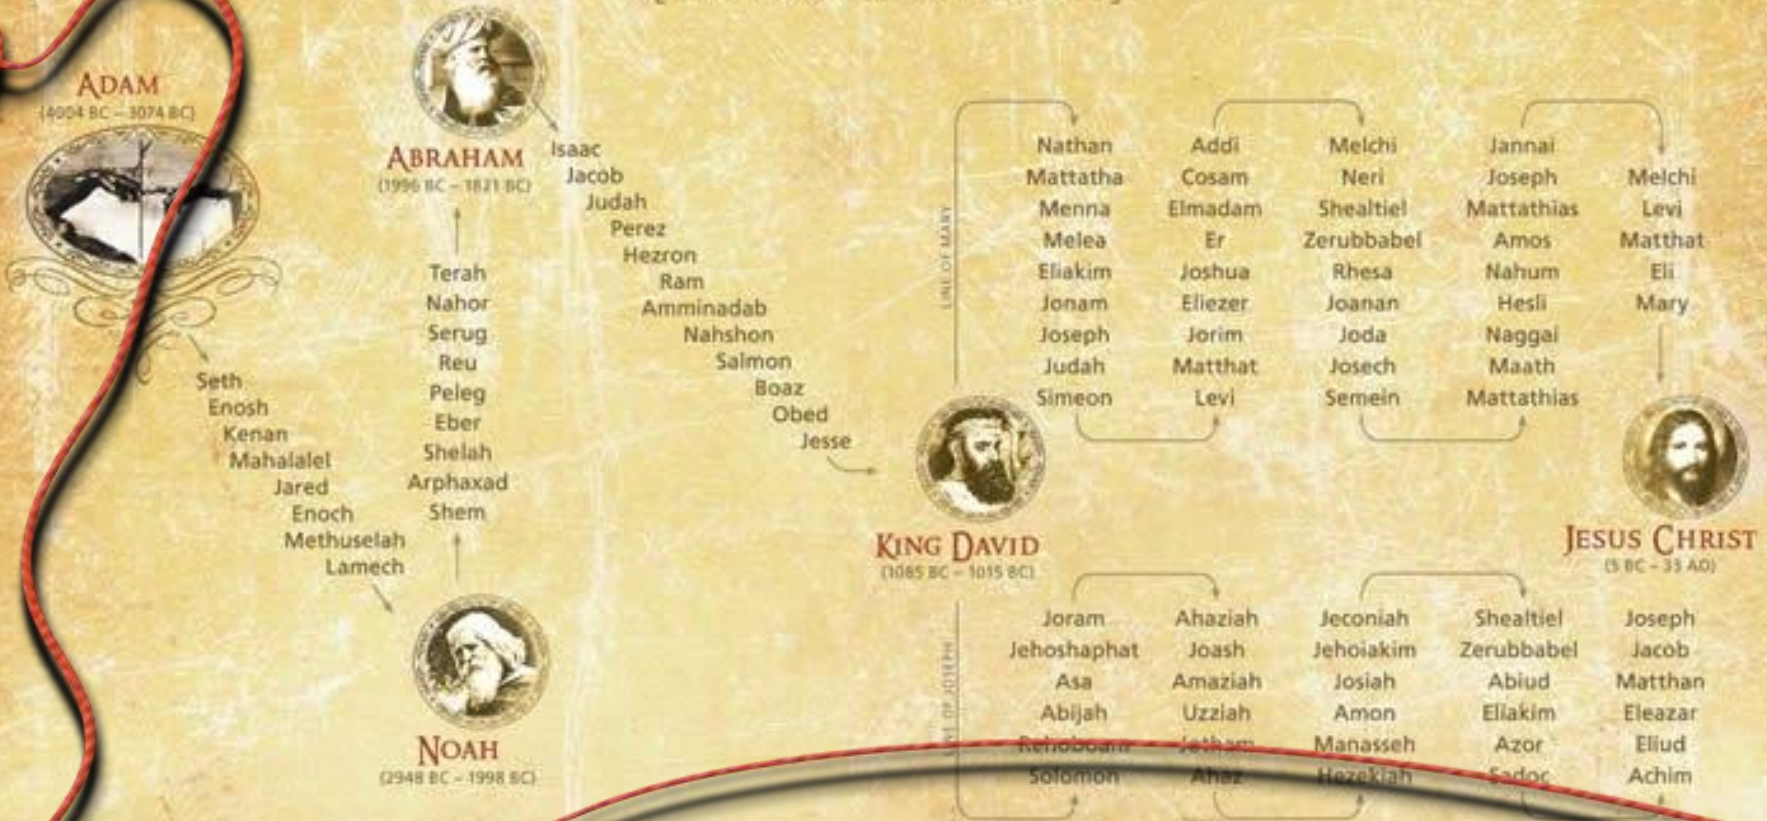 ADAM
(4004 BC – 3074 BC)
Seth
Enosh
Kenan
Mahalalel
Jared
Enoch
Methuselah
Lamech
NOAH
(2948 BC – 1998 BC)
Terah
Nahor
Serug
Reu
Peleg
Eber
Shelah
Arphaxad
Shem
ABRAHAM
(1996 BC – 1821 BC)
Isaac
Jacob
Judah
Perez
Hezron
Ram
Amminadab
Nahshon
Salmon
Boaz
Obed
Jesse
KING DAVID
(1085 BC – 1015 BC)
LINE OF MARY
Nathan
Mattatha
Menna
Melea
Eliakim
Jonam
Joseph
Judah
Simeon
Addi
Cosam
Elmadam
Er
Joshua
Eliezer
Jorim
Matthat
Levi
Melchi
Neri
Shealtiel
Zerubbabel
Rhesa
Joanan
Joda
Josech
Semein
Jannai
Joseph
Mattathias
Amos
Nahum
Hesli
Naggai
Maath
Mattathias
Melchi
Levi
Matthat
Eli
Mary
JESUS CHRIST
(5 BC – 33 AD)
LINE OF JOSEPH
Joram
Jehoshaphat
Asa
Abijah
Rehoboam
Solomon
Ahaziah
Joash
Amaziah
Uzziah
Jotham
Ahaz
Jeconiah
Jehoiakim
Josiah
Amon
Manasseh
Hezekiah
Shealtiel
Zerubbabel
Abiud
Eliakim
Azor
Sadoc
Joseph
Jacob
Matthan
Eleazar
Eliud
Achim